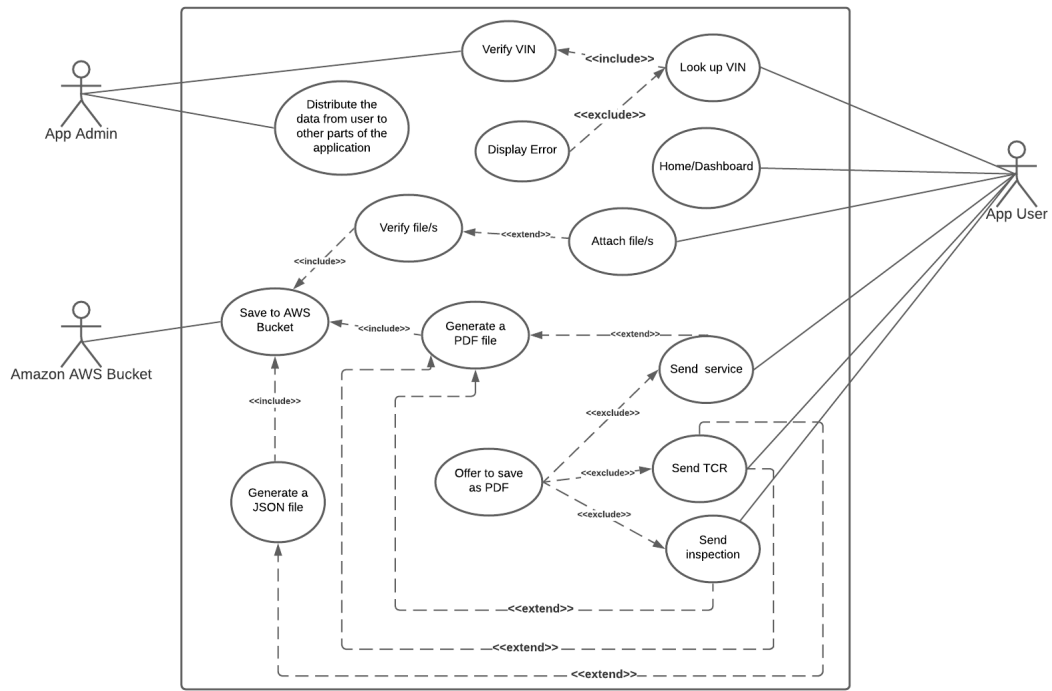 Verify VIN
<<include>>
Look up VIN
App Admin
Distribute the
data from user to
other parts of the
application
<<exclude>>
Display Error
Home/Dashboard
App User
Verify file/s
<<extend>>
Attach file/s
<<include>>
Save to AWS
Bucket
Amazon AWS Bucket
<<include>>
Generate a
PDF file
<<extend>>
Send service
<<include>>
<<exclude>>
Offer to save
as PDF
<<exclude>>
Send TCR
Generate a
JSON file
<<exclude>>
Send
inspection
<<extend>>
<<extend>>
<<extend>>